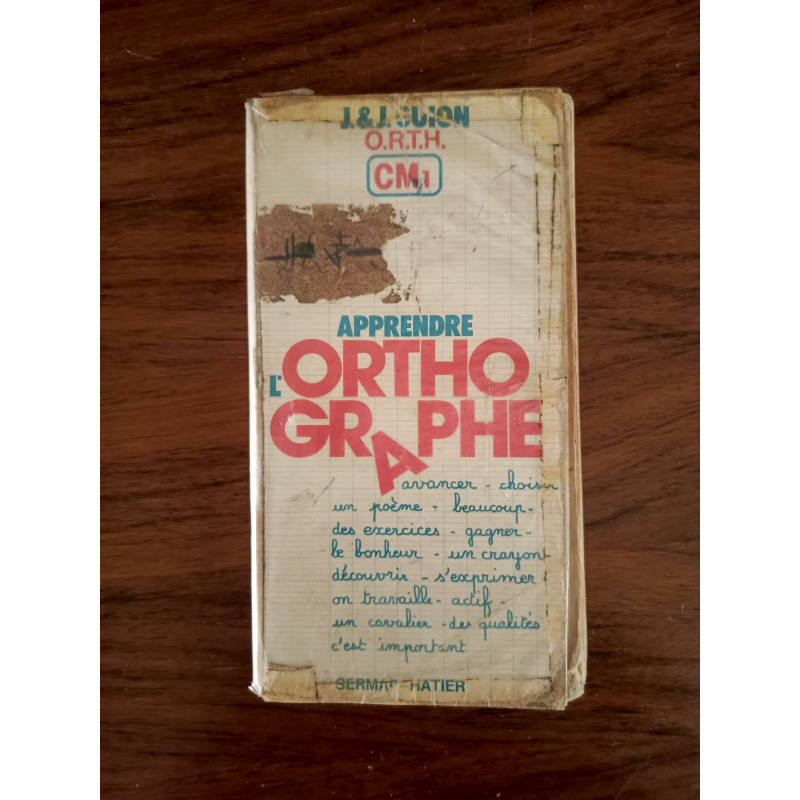 J.&J. GUION
O.R.T.H.
CM1
APPRENDRE
L'ORTHO
GRAPHE
avancer - choisir
un poème - beaucoup -
des exercices - gagner -
le bonheur - un crayon
découvrir - s'exprimer
on travaille - actif -
un cavalier - des qualités
c'est important
SERMAP HATIER